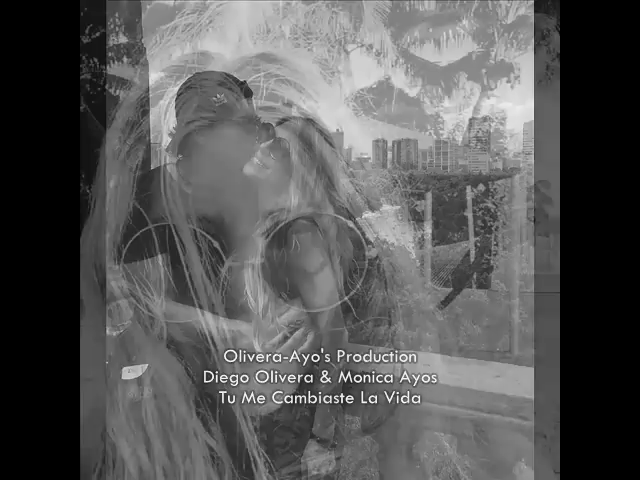 Olivera-Ayo's Production
Diego Olivera & Monica Ayos
Tu Me Cambiaste La Vida